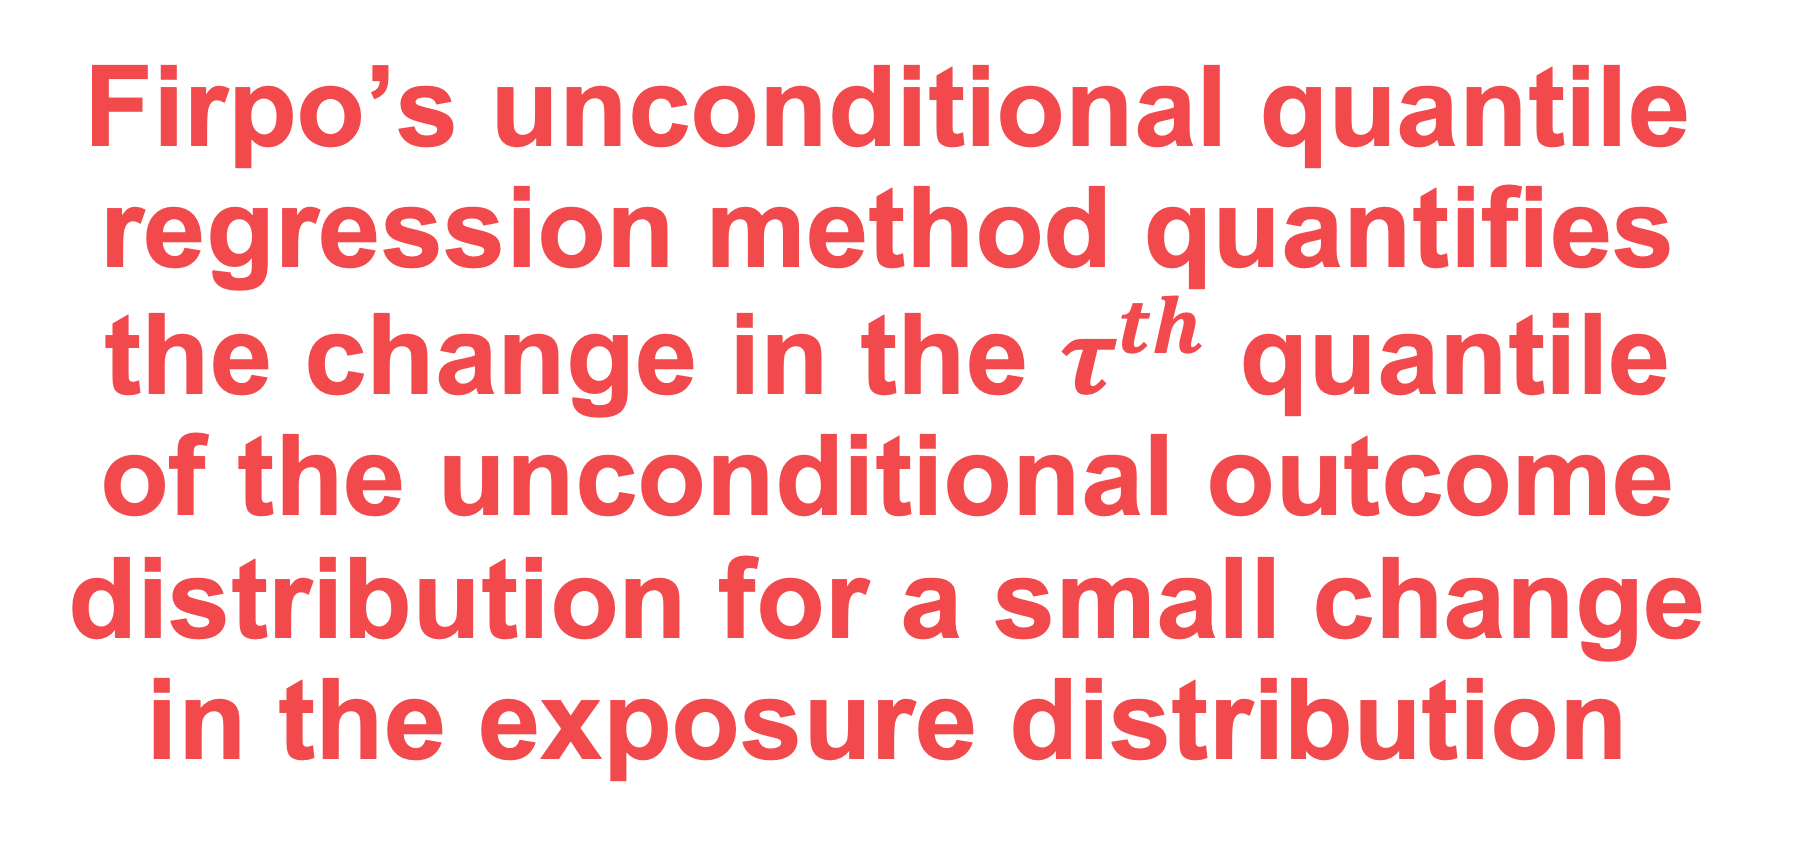 Firpo’s unconditional quantile
regression method quantifies
the change in the τᵗʰ quantile
of the unconditional outcome
distribution for a small change
in the exposure distribution